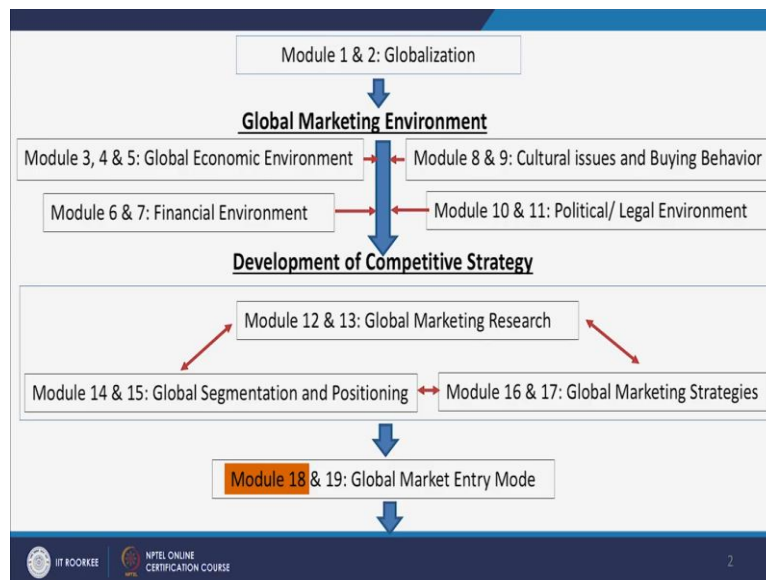 Module 1 & 2: Globalization
Global Marketing Environment
Module 3, 4 & 5: Global Economic Environment
Module 8 & 9: Cultural issues and Buying Behavior
Module 6 & 7: Financial Environment
Module 10 & 11: Political/ Legal Environment
Development of Competitive Strategy
Module 12 & 13: Global Marketing Research
Module 14 & 15: Global Segmentation and Positioning
Module 16 & 17: Global Marketing Strategies
Module 18 & 19: Global Market Entry Mode
IIT ROORKEE
NPTEL ONLINE
CERTIFICATION COURSE
2